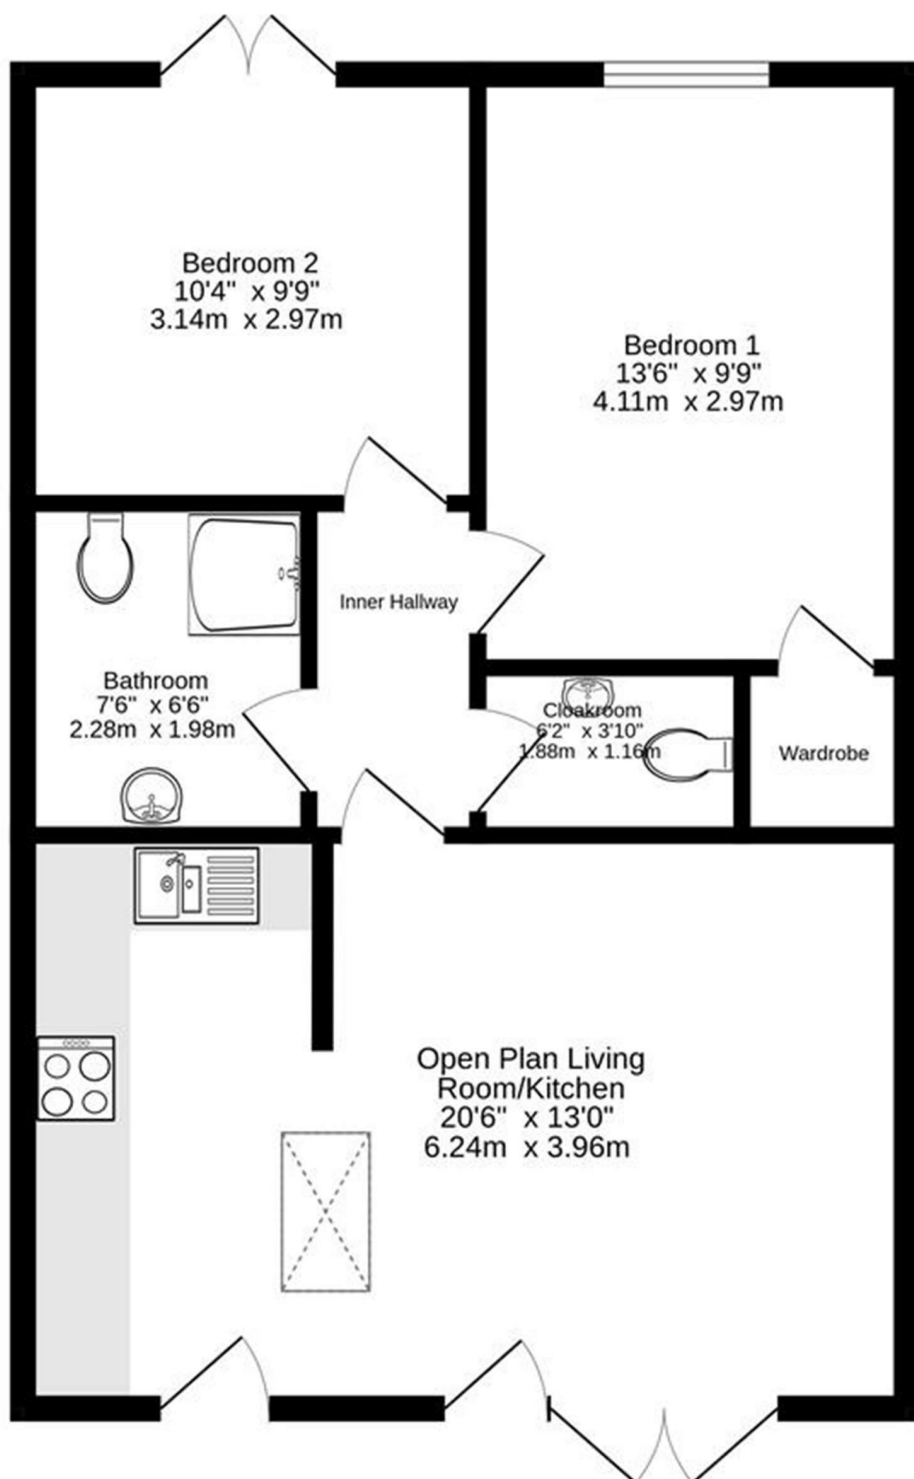 Bedroom 2
10'4" x 9'9"
3.14m x 2.97m
Bedroom 1
13'6" x 9'9"
4.11m x 2.97m
Inner Hallway
Bathroom
7'6" x 6'6"
2.28m x 1.98m
Cloakroom
6'2" x 3'10"
1.88m x 1.16m
Wardrobe
Open Plan Living
Room/Kitchen
20'6" x 13'0"
6.24m x 3.96m